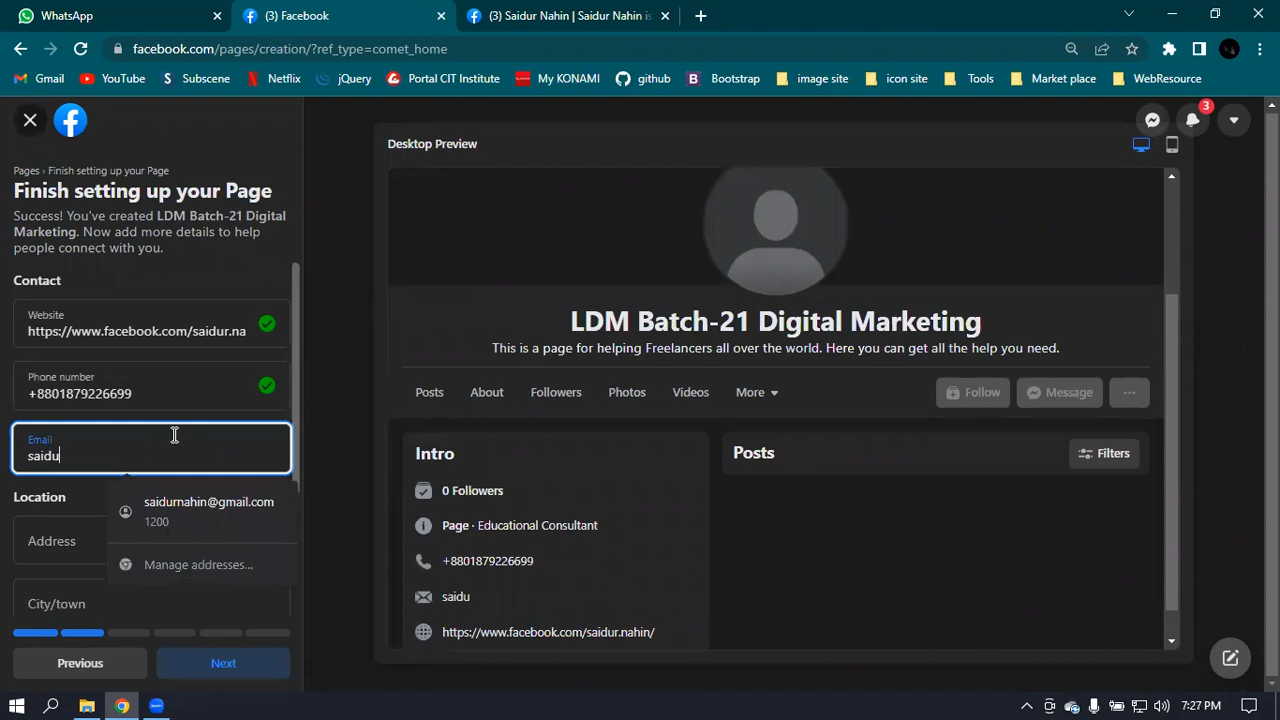 WhatsApp
(3) Facebook
(3) Saidur Nahin | Saidur Nahin is
facebook.com/pages/creation/?ref_type=comet_home
Gmail
YouTube
Subscene
Netflix
jQuery
Portal CIT Institute
My KONAMI
github
Bootstrap
image site
icon site
Tools
Market place
WebResource
3
Pages › Finish setting up your Page
Finish setting up your Page
Success! You've created LDM Batch-21 Digital
Marketing. Now add more details to help
people connect with you.
Contact
Website
https://www.facebook.com/saidur.na
Phone number
+8801879226699
Email
saidu
saidurnahin@gmail.com
1200
Manage addresses...
Location
Address
City/town
Previous
Next
Desktop Preview
LDM Batch-21 Digital Marketing
This is a page for helping Freelancers all over the world. Here you can get all the help you need.
Posts
About
Followers
Photos
Videos
More
Follow
Message
Intro
0 Followers
Page · Educational Consultant
+8801879226699
saidu
https://www.facebook.com/saidur.nahin/
Posts
Filters
7:27 PM